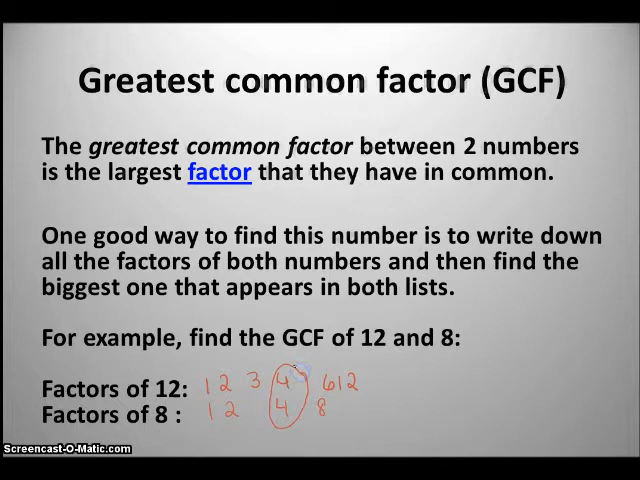 Greatest common factor (GCF)
The greatest common factor between 2 numbers
is the largest factor that they have in common.
One good way to find this number is to write down
all the factors of both numbers and then find the
biggest one that appears in both lists.
For example, find the GCF of 12 and 8:
Factors of 12: 1 2 3 4 6 12
Factors of 8 : 1 2 4 8
Screencast-O-Matic.com